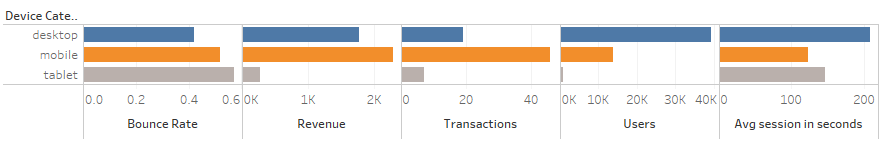 Device Cate..
desktop
mobile
tablet
0.0 0.2 0.4 0.6 0K 1K 2K 0 20 40 0K 10K 20K 30K 40K 0 100 200
Bounce Rate Revenue Transactions Users Avg session in seconds